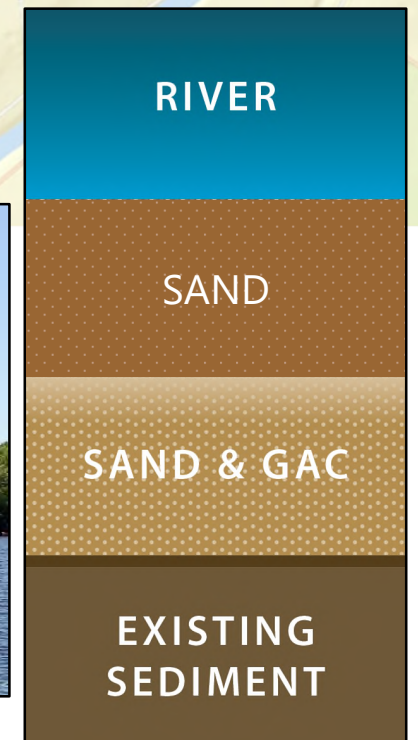 RIVER
SAND
SAND & GAC
EXISTING
SEDIMENT